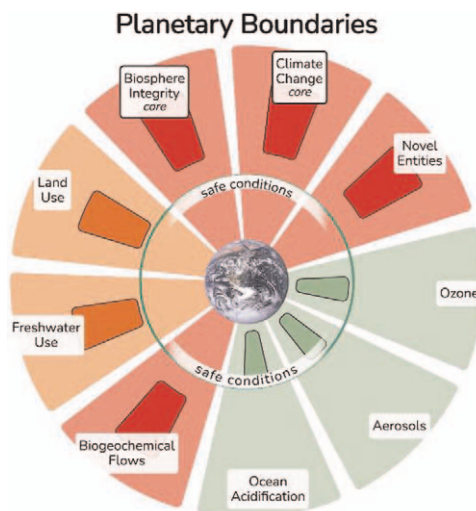 Planetary Boundaries
Biosphere
Integrity
core
Climate
Change
core
Novel
Entities
Land
Use
safe conditions
Ozone
Freshwater
Use
safe conditions
Aerosols
Biogeochemical
Flows
Ocean
Acidification